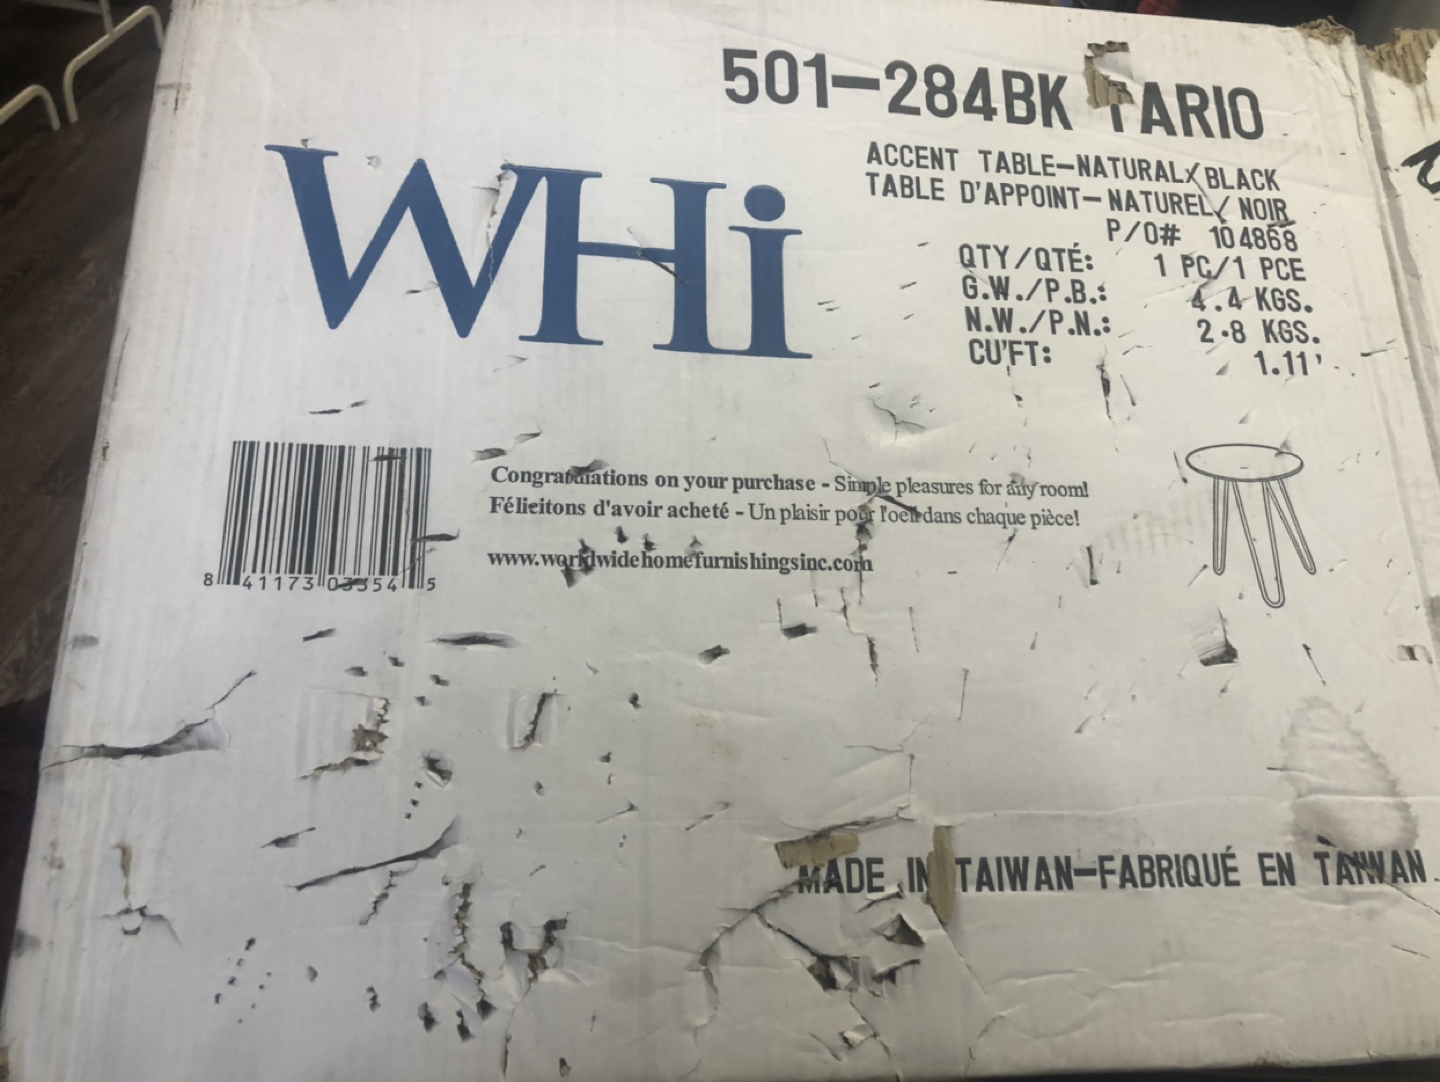 501-284BK TARIO
WHi
ACCENT TABLE-NATURAL/BLACK
TABLE D'APPOINT-NATUREL/NOIR
P/O# 104868
QTY/QTÉ: 1 PC/1 PCE
G.W./P.B.: 4.4 KGS.
N.W./P.N.: 2.8 KGS.
CU'FT: 1.11'
Congratulations on your purchase - Simple pleasures for any room!
Félicitons d'avoir acheté - Un plaisir pour l'oeil dans chaque pièce!
www.worldwidehomefurnishingsinc.com
8 41173 03354 5
MADE IN TAIWAN-FABRIQUÉ EN TAIWAN.